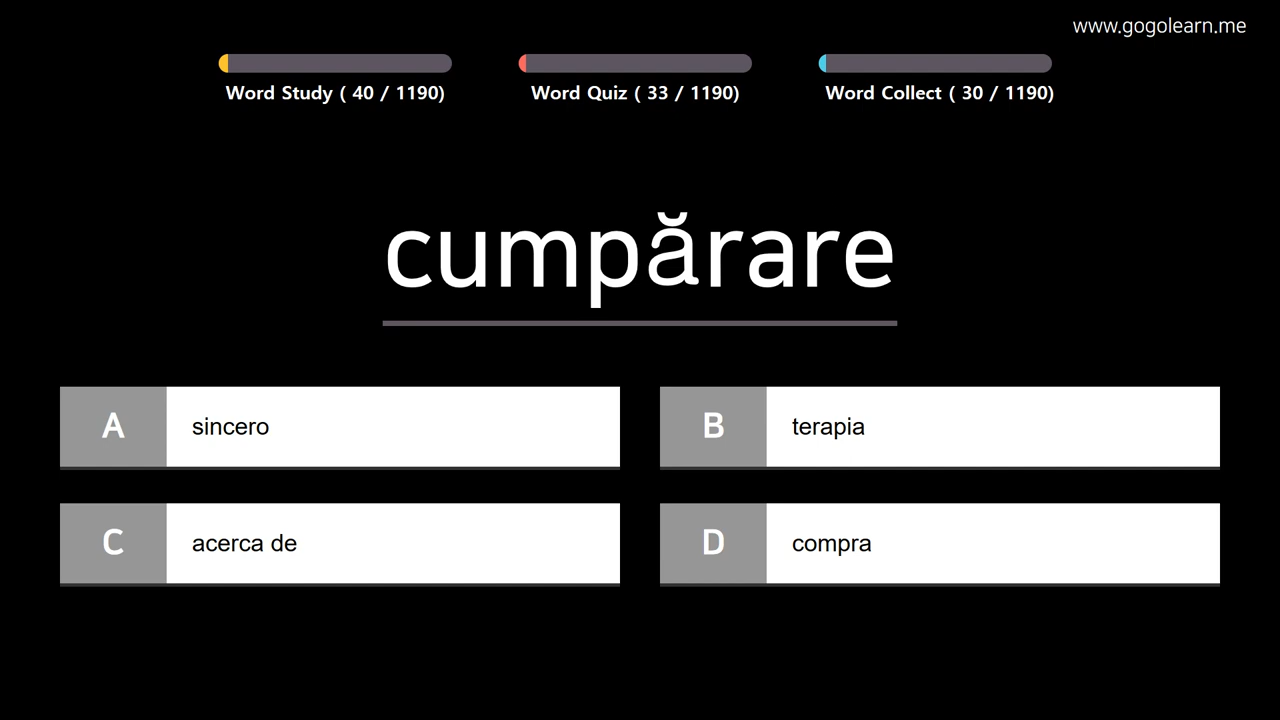 www.gogolearn.me
Word Study ( 40 / 1190)
Word Quiz ( 33 / 1190)
Word Collect ( 30 / 1190)
cumpărare
A sincero
B terapia
C acerca de
D compra